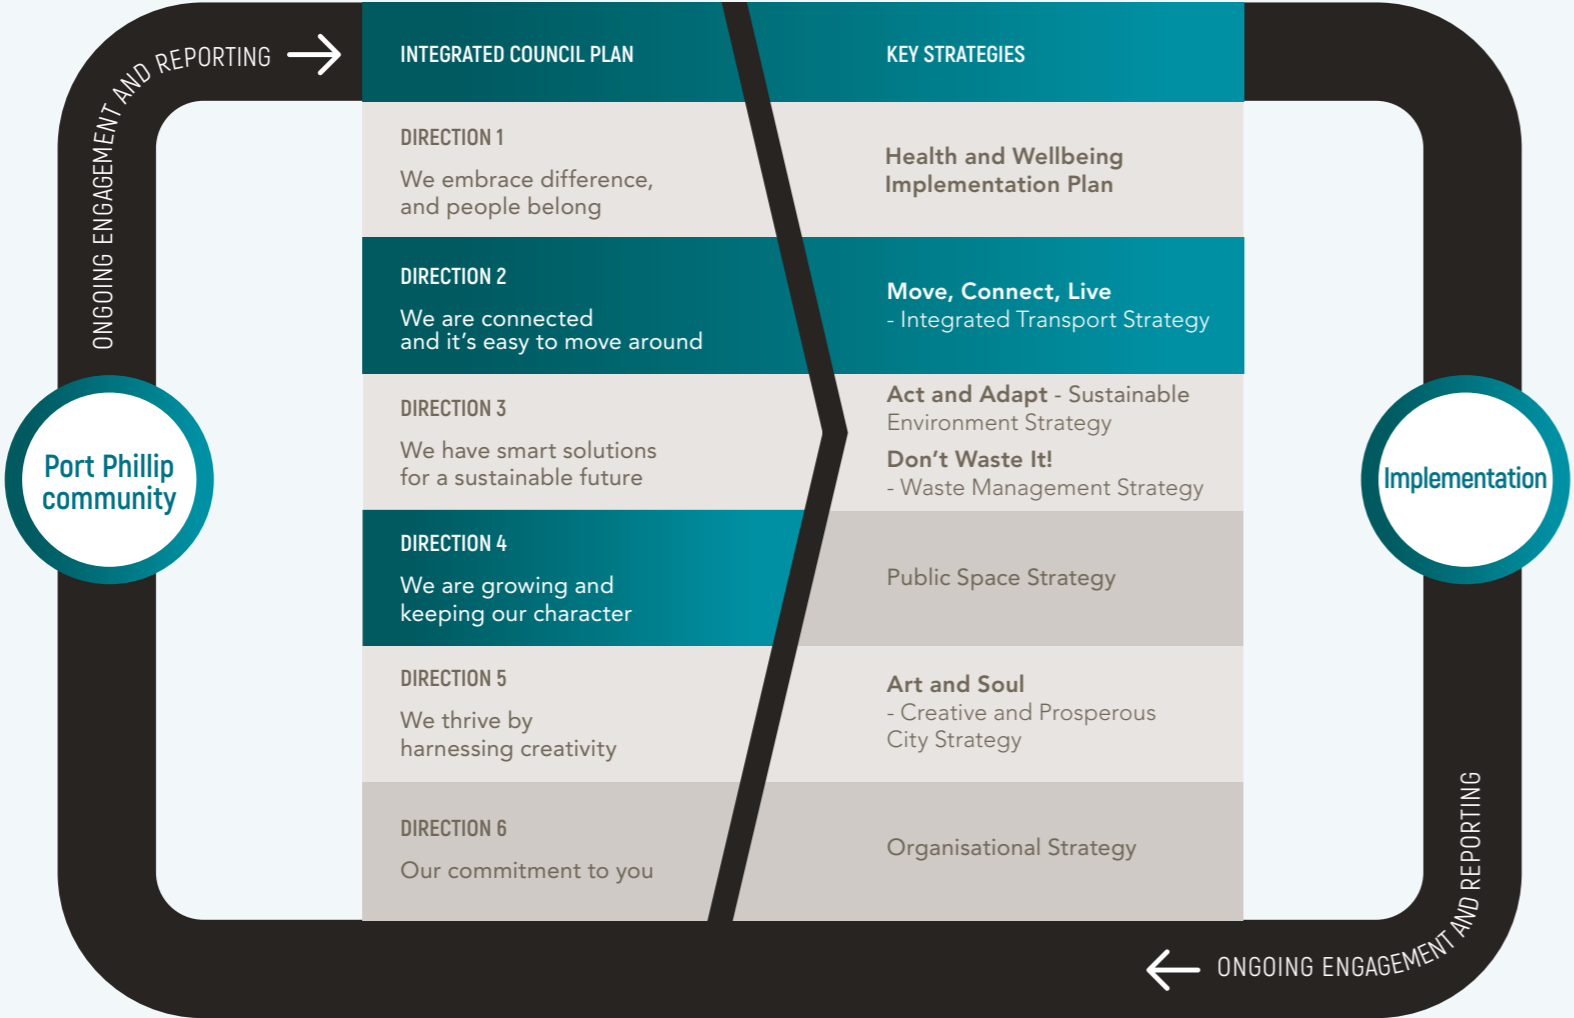 ONGOING ENGAGEMENT AND REPORTING
INTEGRATED COUNCIL PLAN
KEY STRATEGIES
DIRECTION 1
We embrace difference,
and people belong
Health and Wellbeing
Implementation Plan
DIRECTION 2
We are connected
and it’s easy to move around
Move, Connect, Live
- Integrated Transport Strategy
DIRECTION 3
We have smart solutions
for a sustainable future
Act and Adapt - Sustainable
Environment Strategy
Don’t Waste It!
- Waste Management Strategy
Port Phillip
community
Implementation
DIRECTION 4
We are growing and
keeping our character
Public Space Strategy
DIRECTION 5
We thrive by
harnessing creativity
Art and Soul
- Creative and Prosperous
City Strategy
DIRECTION 6
Our commitment to you
Organisational Strategy
ONGOING ENGAGEMENT AND REPORTING